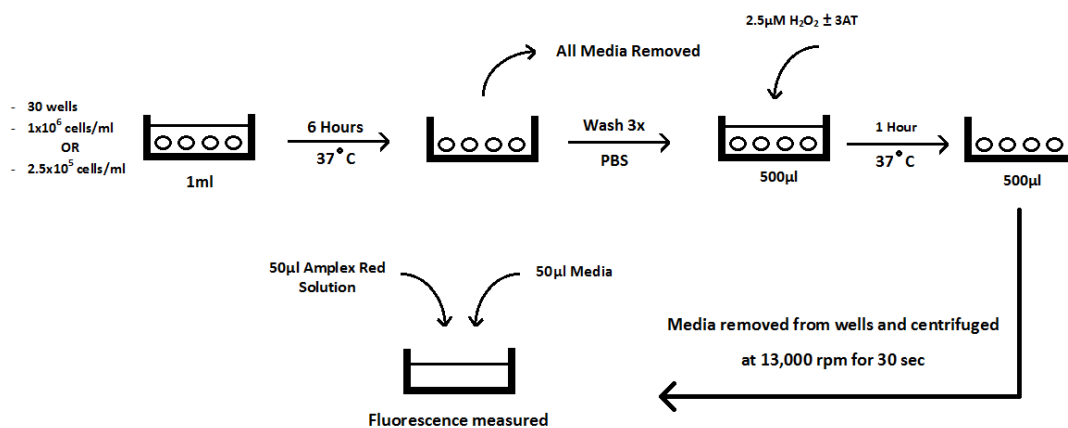 - 30 wells
- 1x10⁶ cells/ml
OR
- 2.5x10⁵ cells/ml
1ml
6 Hours
37°C
All Media Removed
Wash 3x
PBS
2.5µM H₂O₂ ± 3AT
500µl
1 Hour
37°C
500µl
50µl Amplex Red
Solution
50µl Media
Fluorescence measured
Media removed from wells and centrifuged
at 13,000 rpm for 30 sec